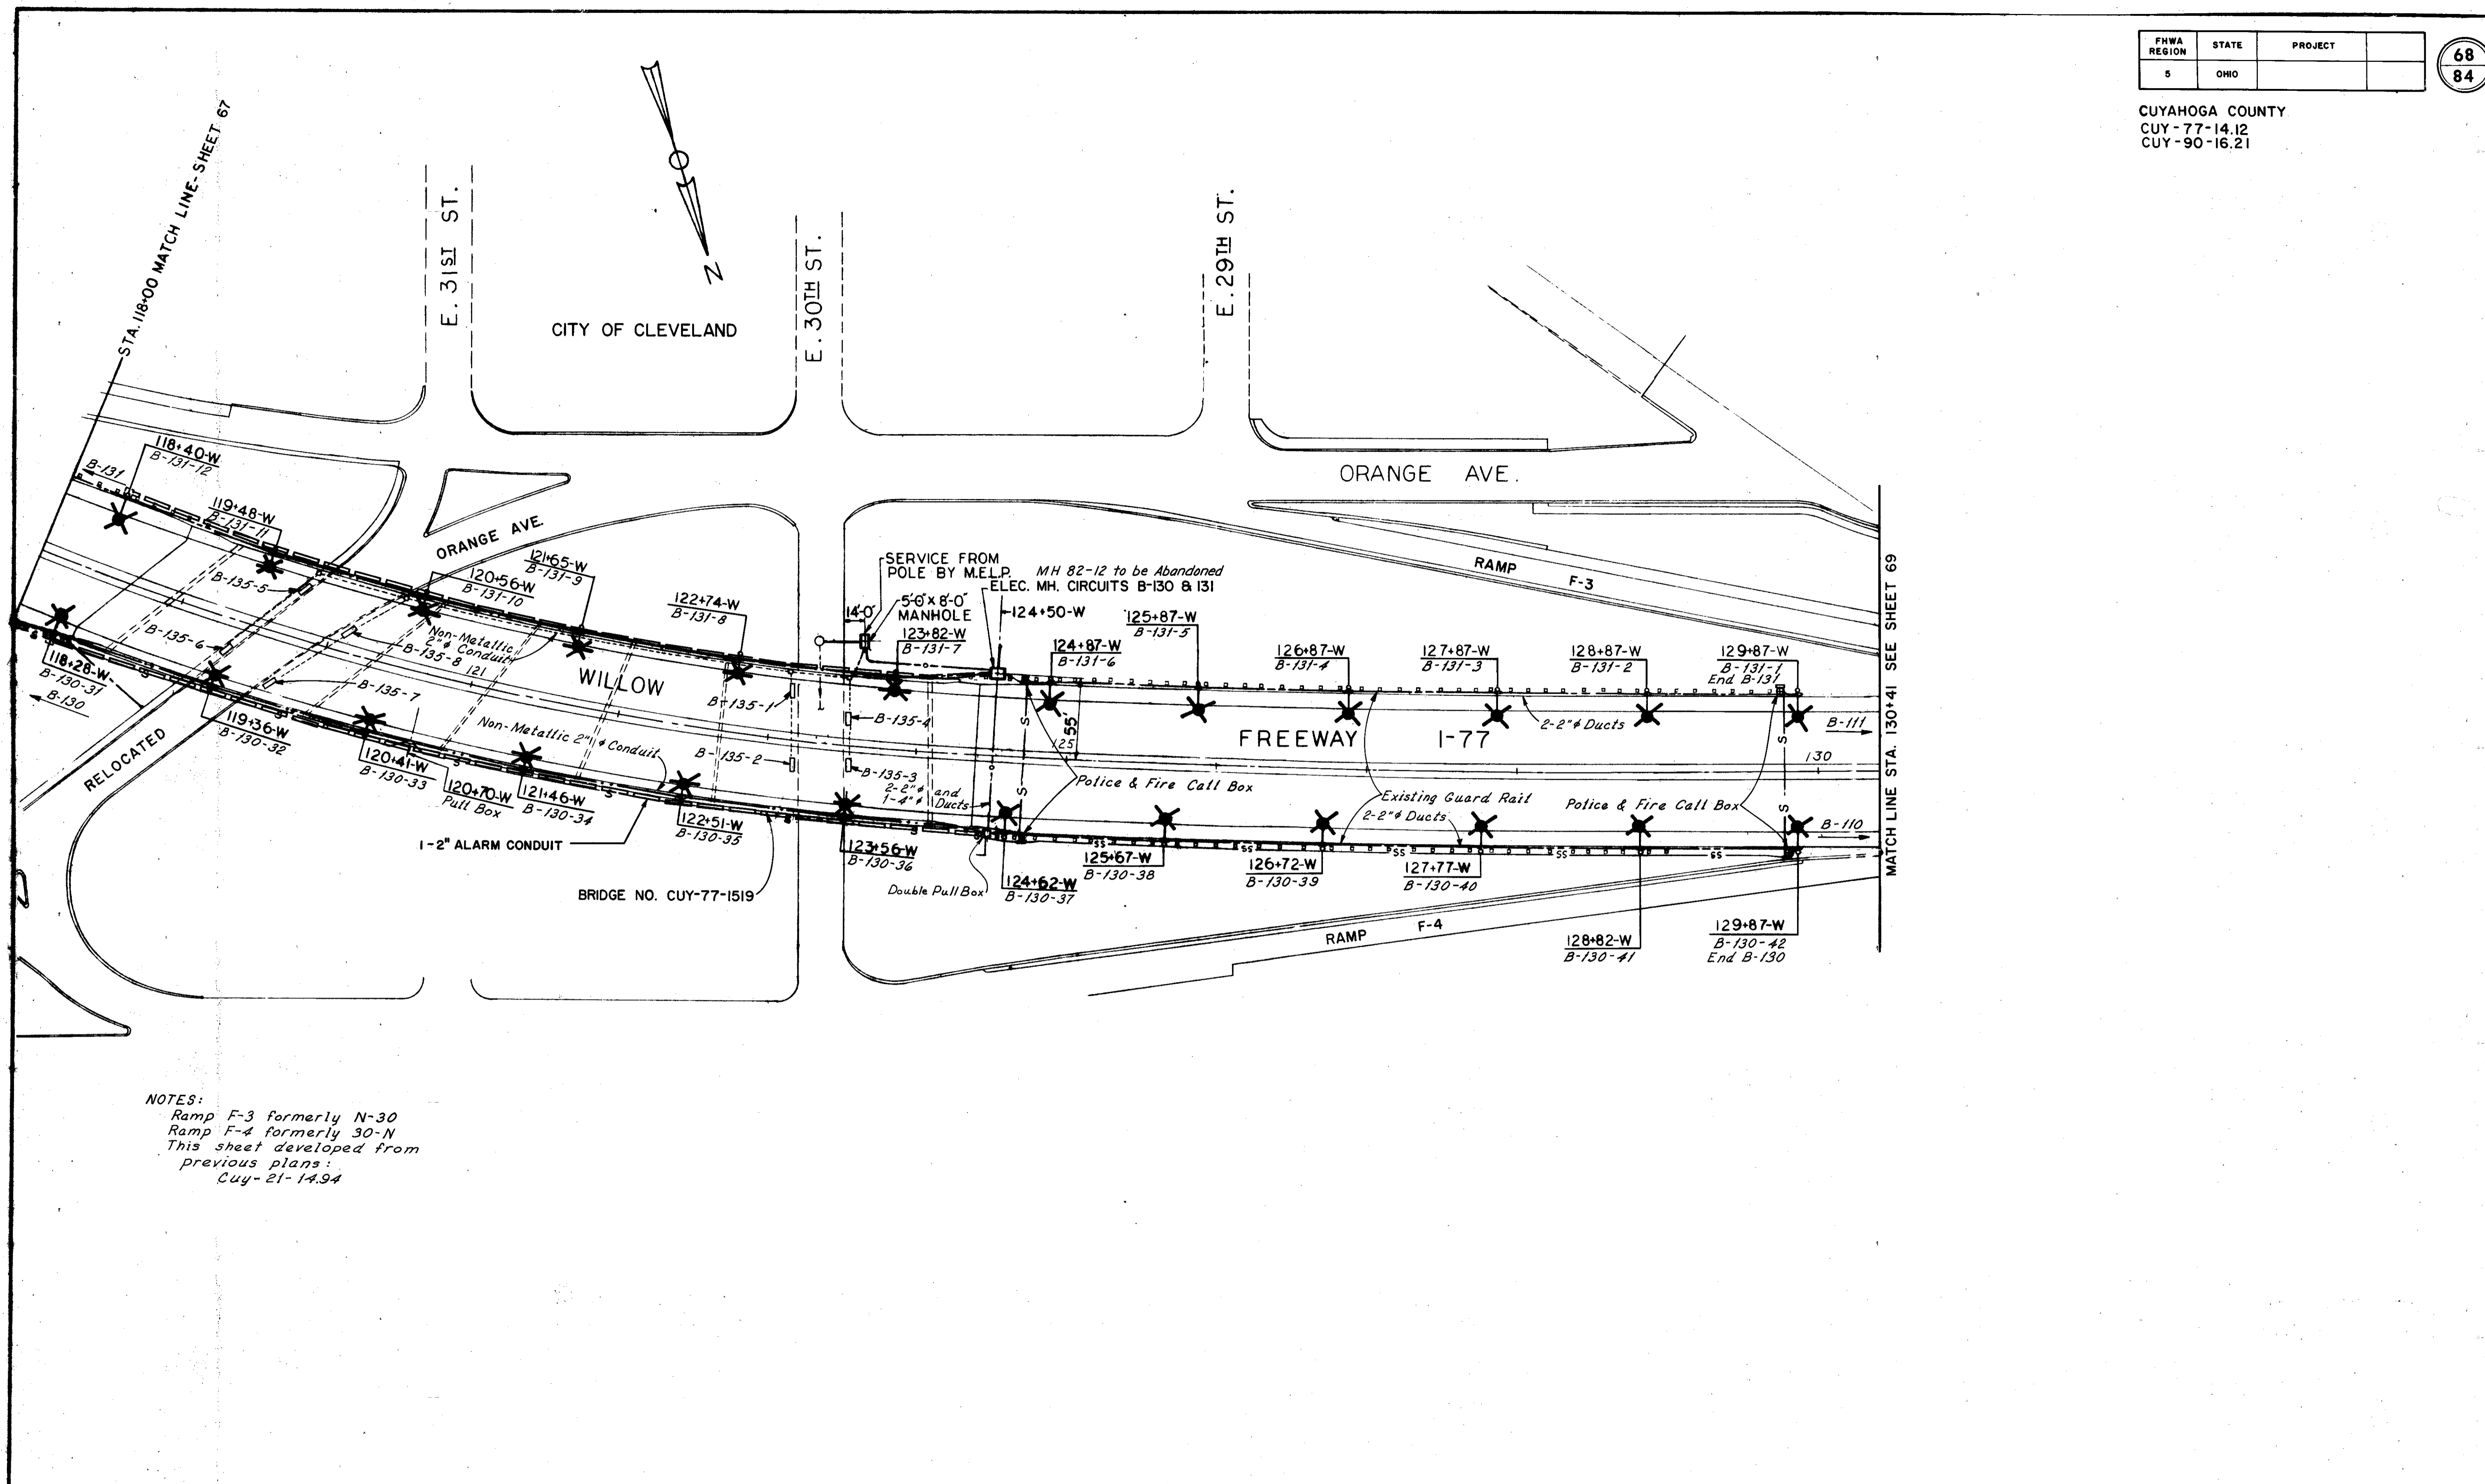 FHWA REGION
STATE
PROJECT
5
OHIO
68
84
CUYAHOGA COUNTY
CUY-77-14.12
CUY-90-16.21
STA. 118+00 MATCH LINE-SHEET 67
E. 31ST ST.
N
CITY OF CLEVELAND
E. 30TH ST.
E. 29TH ST.
ORANGE AVE.
118+40-W
B-131-12
B-131
119+48-W
B-131-11
ORANGE AVE.
121+65-W
B-131-9
120+56-W
B-131-10
122+74-W
B-131-8
SERVICE FROM
POLE BY M.E.L.P.
MH 82-12 to be Abandoned
ELEC. MH. CIRCUITS B-130 & 131
5'-0" x 8'-0"
MANHOLE
14'-0"
123+82-W
B-131-7
124+50-W
124+87-W
B-131-6
125+87-W
B-131-5
126+87-W
B-131-4
127+87-W
B-131-3
128+87-W
B-131-2
129+87-W
B-131-1
End B-131
RAMP F-3
MATCH LINE STA. 130+41 SEE SHEET 69
B-135-5
B-135-6
Non-Metallic
2"ϕ Conduit
B-135-8
B-135-7
121
WILLOW
B-135-1
B-135-4
B-135-2
B-135-3
Non-Metallic 2"ϕ Conduit
2-2"ϕ and
1-4"ϕ Ducts
55'
125
FREEWAY I-77
2-2"ϕ Ducts
B-111
130
Police & Fire Call Box
Existing Guard Rail
2-2"ϕ Ducts
Police & Fire Call Box
B-110
118+28-W
B-130-31
B-130
119+36-W
B-130-32
RELOCATED
120+41-W
B-130-33
120+70-W
Pull Box
121+46-W
B-130-34
1-2" ALARM CONDUIT
122+51-W
B-130-35
BRIDGE NO. CUY-77-1519
123+56-W
B-130-36
Double Pull Box
124+62-W
B-130-37
125+67-W
B-130-38
126+72-W
B-130-39
127+77-W
B-130-40
RAMP F-4
128+82-W
B-130-41
129+87-W
B-130-42
End B-130
NOTES:
Ramp F-3 formerly N-30
Ramp F-4 formerly 30-N
This sheet developed from
previous plans:
Cuy-21-14.94